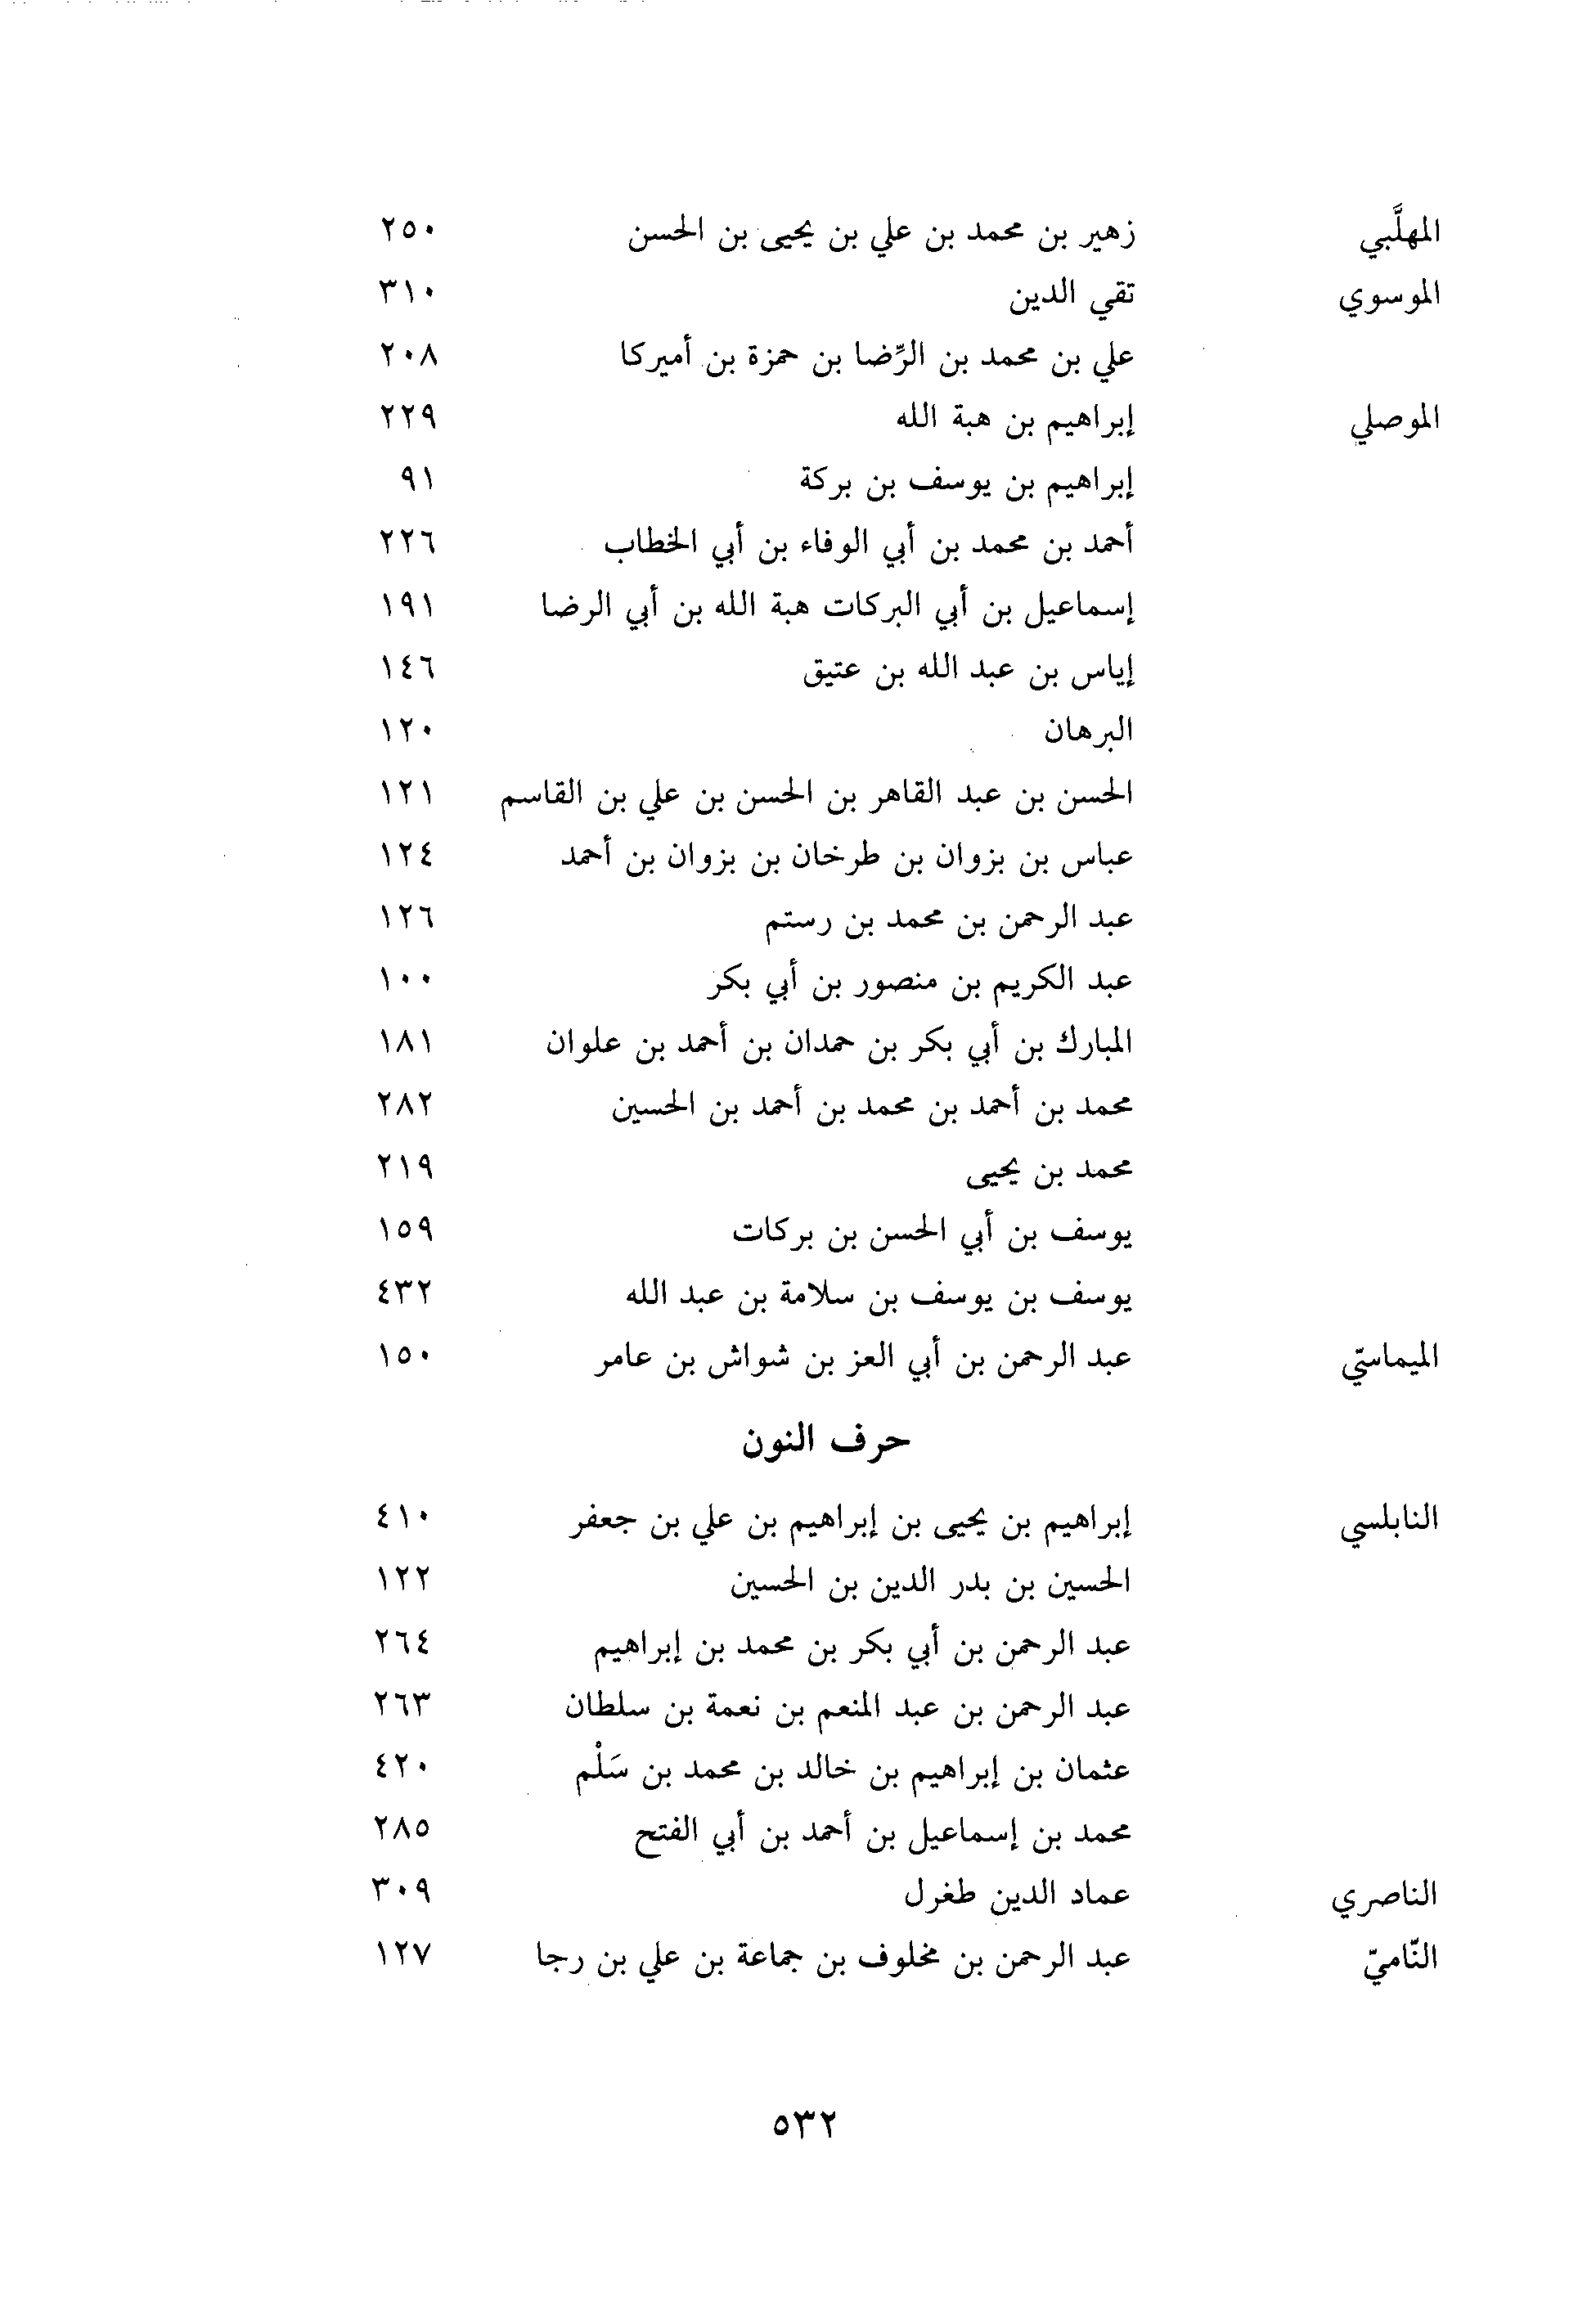 المهلَّبي زهير بن محمد بن علي بن يحيى بن الحسن ٢٥٠
الموسوي تقي الدين ٣١٠
علي بن محمد بن الرِّضا بن حمزة بن أميركا ٢٠٨
الموصلي إبراهيم بن هبة الله ٢٢٩
إبراهيم بن يوسف بن بركة ٩١
أحمد بن محمد بن أبي الوفاء بن أبي الخطاب ٢٢٦
إسماعيل بن أبي البركات هبة الله بن أبي الرضا ١٩١
إياس بن عبد الله بن عتيق ١٤٦
البرهان ١٢٠
الحسن بن عبد القاهر بن الحسن بن علي بن القاسم ١٢١
عباس بن بزوان بن طرخان بن بزوان بن أحمد ١٢٤
عبد الرحمن بن محمد بن رستم ١٢٦
عبد الكريم بن منصور بن أبي بكر ١٠٠
المبارك بن أبي بكر بن حمدان بن أحمد بن علوان ١٨١
محمد بن أحمد بن محمد بن أحمد بن الحسين ٢٨٢
محمد بن يحيى ٢١٩
يوسف بن أبي الحسن بن بركات ١٥٩
يوسف بن يوسف بن سلامة بن عبد الله ٤٣٢
الميماسيّ عبد الرحمن بن أبي العز بن شواش بن عامر ١٥٠
حرف النون
النابلسي إبراهيم بن يحيى بن إبراهيم بن علي بن جعفر ٤١٠
الحسين بن بدر الدين بن الحسين ١٢٢
عبد الرحمن بن أبي بكر بن محمد بن إبراهيم ٢٦٤
عبد الرحمن بن عبد المنعم بن نعمة بن سلطان ٢٦٣
عثمان بن إبراهيم بن خالد بن محمد بن سَلْم ٤٢٠
محمد بن إسماعيل بن أحمد بن أبي الفتح ٢٨٥
الناصري عماد الدين طغرل ٣٠٩
النّاميّ عبد الرحمن بن مخلوف بن جماعة بن علي بن رجا ١٢٧
٥٣٢